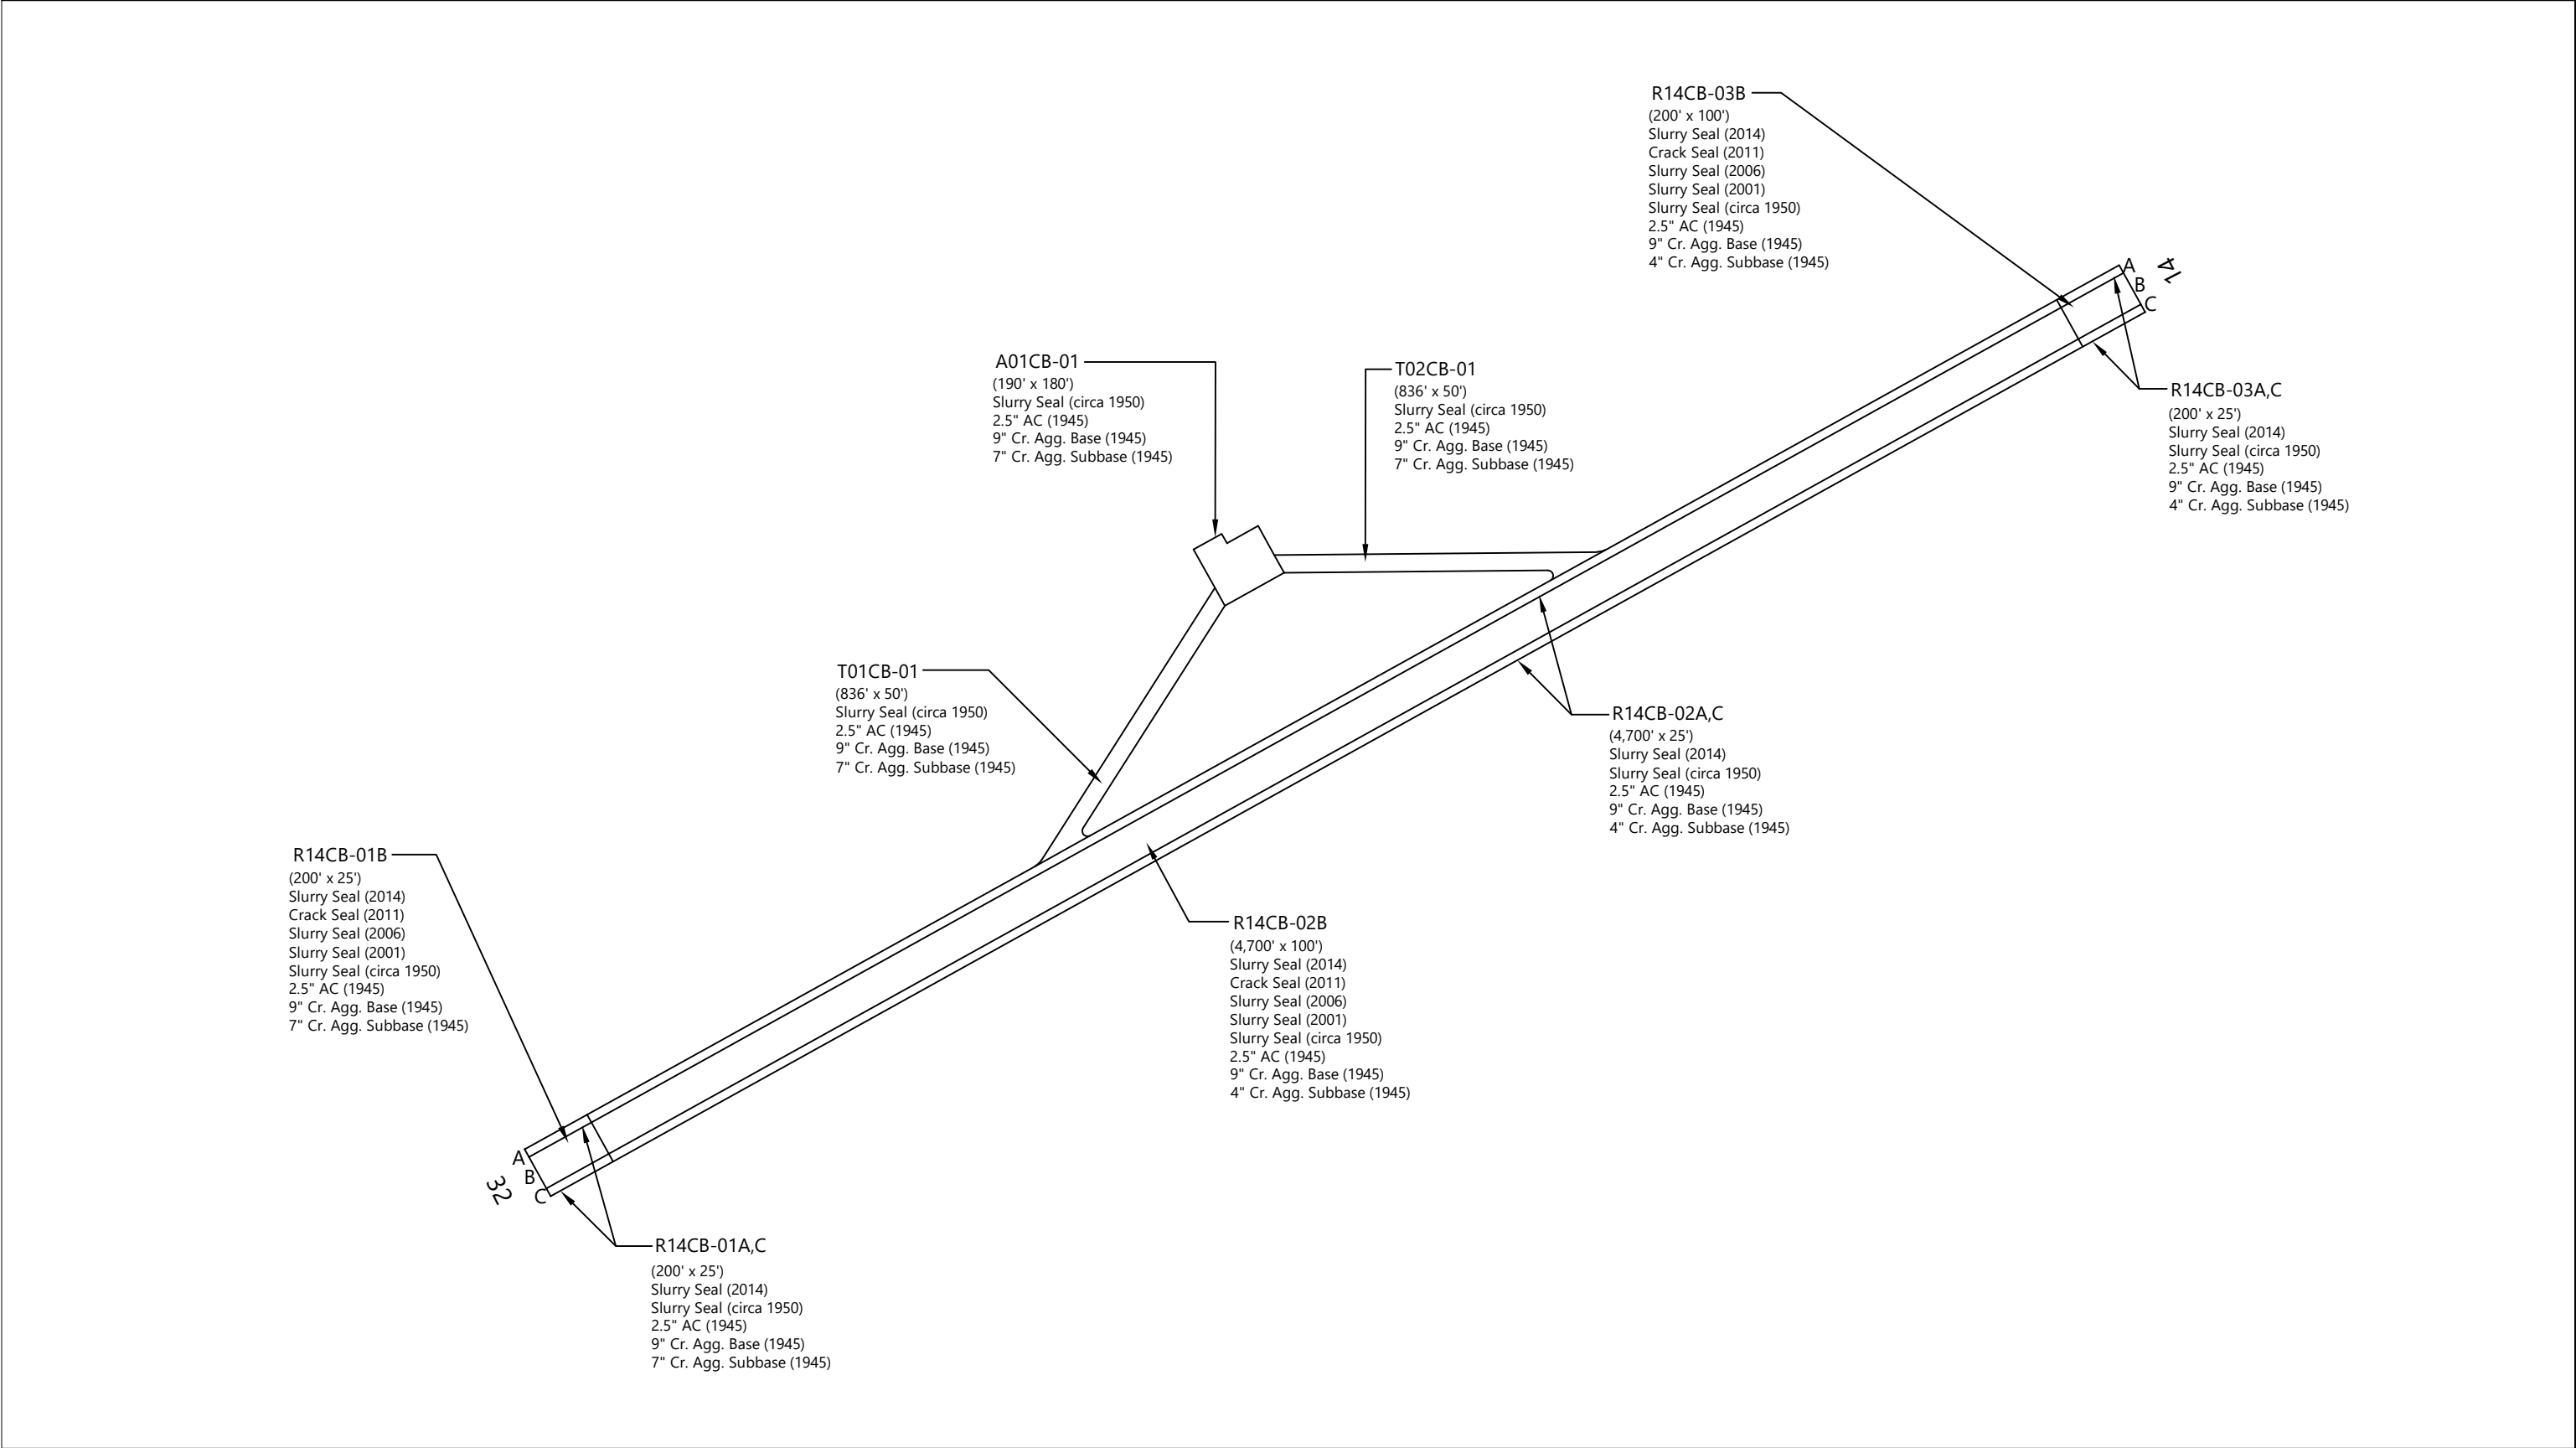 R14CB-03B
(200' x 100')
Slurry Seal (2014)
Crack Seal (2011)
Slurry Seal (2006)
Slurry Seal (2001)
Slurry Seal (circa 1950)
2.5" AC (1945)
9" Cr. Agg. Base (1945)
4" Cr. Agg. Subbase (1945)
A
B
C
14
A01CB-01
(190' x 180')
Slurry Seal (circa 1950)
2.5" AC (1945)
9" Cr. Agg. Base (1945)
7" Cr. Agg. Subbase (1945)
T02CB-01
(836' x 50')
Slurry Seal (circa 1950)
2.5" AC (1945)
9" Cr. Agg. Base (1945)
7" Cr. Agg. Subbase (1945)
R14CB-03A,C
(200' x 25')
Slurry Seal (2014)
Slurry Seal (circa 1950)
2.5" AC (1945)
9" Cr. Agg. Base (1945)
4" Cr. Agg. Subbase (1945)
T01CB-01
(836' x 50')
Slurry Seal (circa 1950)
2.5" AC (1945)
9" Cr. Agg. Base (1945)
7" Cr. Agg. Subbase (1945)
R14CB-02A,C
(4,700' x 25')
Slurry Seal (2014)
Slurry Seal (circa 1950)
2.5" AC (1945)
9" Cr. Agg. Base (1945)
4" Cr. Agg. Subbase (1945)
R14CB-01B
(200' x 25')
Slurry Seal (2014)
Crack Seal (2011)
Slurry Seal (2006)
Slurry Seal (2001)
Slurry Seal (circa 1950)
2.5" AC (1945)
9" Cr. Agg. Base (1945)
7" Cr. Agg. Subbase (1945)
R14CB-02B
(4,700' x 100')
Slurry Seal (2014)
Crack Seal (2011)
Slurry Seal (2006)
Slurry Seal (2001)
Slurry Seal (circa 1950)
2.5" AC (1945)
9" Cr. Agg. Base (1945)
4" Cr. Agg. Subbase (1945)
A
B
C
32
R14CB-01A,C
(200' x 25')
Slurry Seal (2014)
Slurry Seal (circa 1950)
2.5" AC (1945)
9" Cr. Agg. Base (1945)
7" Cr. Agg. Subbase (1945)